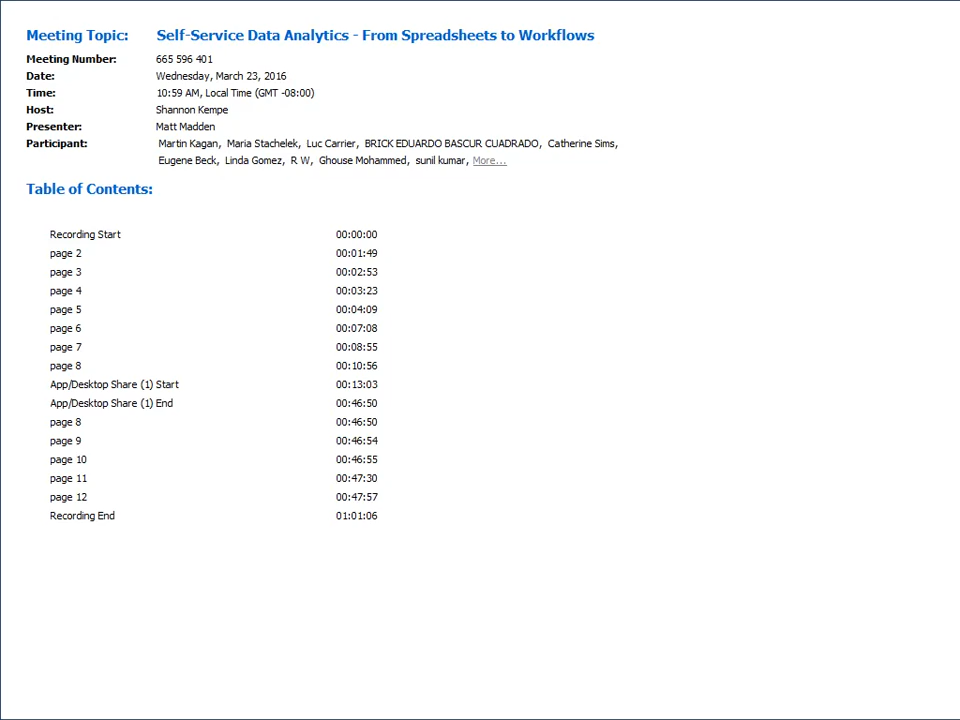 Meeting Topic: Self-Service Data Analytics - From Spreadsheets to Workflows
Meeting Number: 665 596 401
Date: Wednesday, March 23, 2016
Time: 10:59 AM, Local Time (GMT -08:00)
Host: Shannon Kempe
Presenter: Matt Madden
Participant: Martin Kagan, Maria Stachelek, Luc Carrier, BRICK EDUARDO BASCUR CUADRADO, Catherine Sims,
Eugene Beck, Linda Gomez, R W, Ghouse Mohammed, sunil kumar, More...
Table of Contents:
Recording Start 00:00:00
page 2 00:01:49
page 3 00:02:53
page 4 00:03:23
page 5 00:04:09
page 6 00:07:08
page 7 00:08:55
page 8 00:10:56
App/Desktop Share (1) Start 00:13:03
App/Desktop Share (1) End 00:46:50
page 8 00:46:50
page 9 00:46:54
page 10 00:46:55
page 11 00:47:30
page 12 00:47:57
Recording End 01:01:06